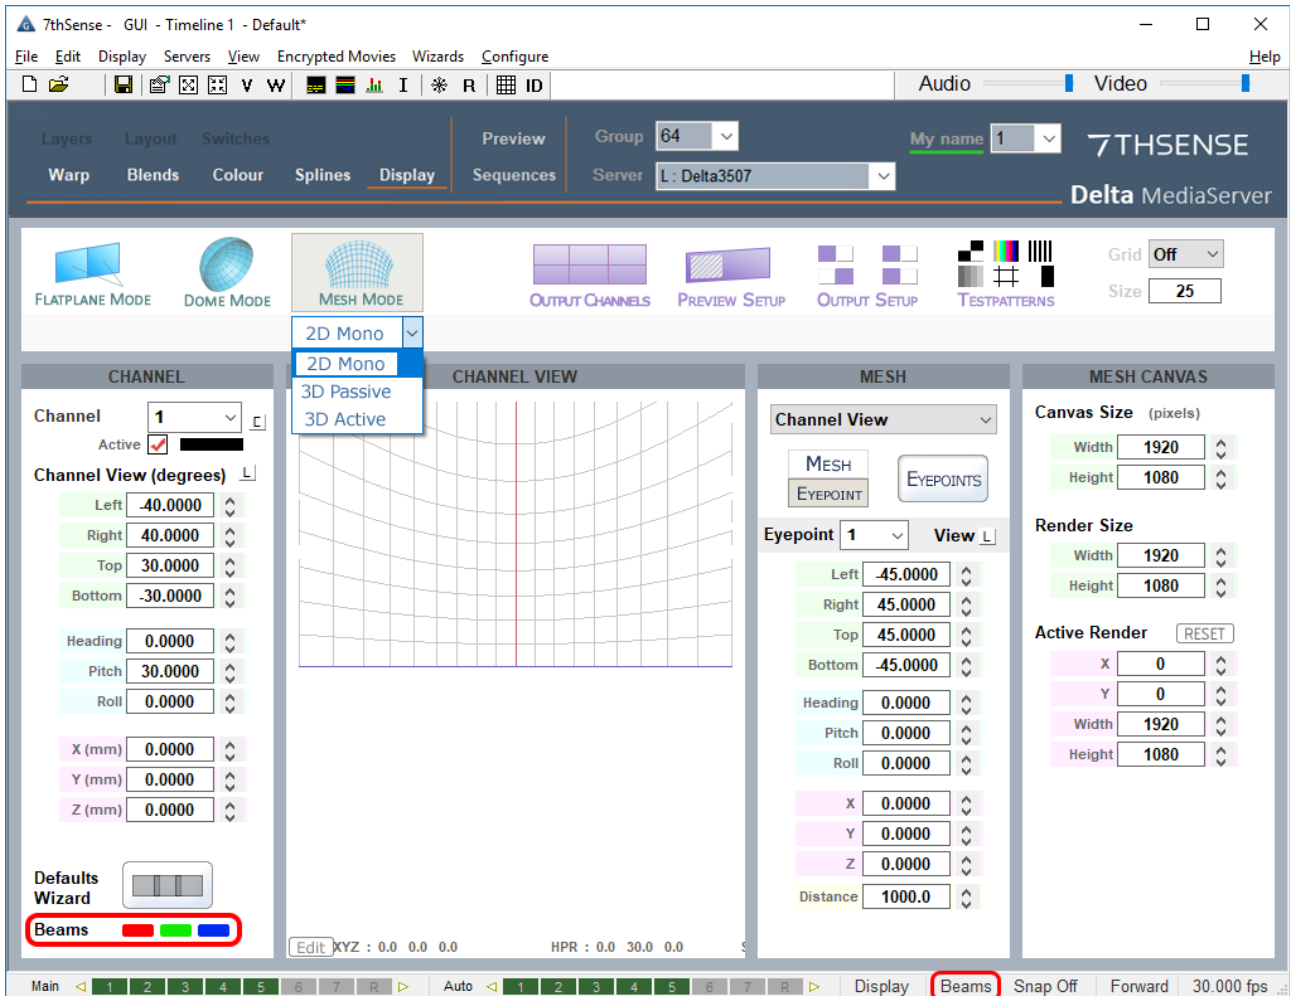 7thSense - GUI - Timeline 1 - Default*
File Edit Display Servers View Encrypted Movies Wizards Configure Help
V W I R ID Audio Video
Layers Layout Switches Preview Group 64 My name 1 7THSENSE
Warp Blends Colour Splines Display Sequences Server L : Delta3507
Delta MediaServer
Grid Off
FLATPLANE MODE DOME MODE MESH MODE OUTPUT CHANNELS PREVIEW SETUP OUTPUT SETUP TESTPATTERNS Size 25
2D Mono
2D Mono
3D Passive
3D Active
CHANNEL
Channel 1
Active
Channel View (degrees) L
Left -40.0000
Right 40.0000
Top 30.0000
Bottom -30.0000
Heading 0.0000
Pitch 30.0000
Roll 0.0000
X (mm) 0.0000
Y (mm) 0.0000
Z (mm) 0.0000
Defaults
Wizard
Beams
CHANNEL VIEW
Edit XYZ : 0.0 0.0 0.0 HPR : 0.0 30.0 0.0
MESH
Channel View
MESH
EYEPOINT
EYEPOINTS
Eyepoint 1 View L
Left -45.0000
Right 45.0000
Top 45.0000
Bottom -45.0000
Heading 0.0000
Pitch 0.0000
Roll 0.0000
X 0.0000
Y 0.0000
Z 0.0000
Distance 1000.0
MESH CANVAS
Canvas Size (pixels)
Width 1920
Height 1080
Render Size
Width 1920
Height 1080
Active Render RESET
X 0
Y 0
Width 1920
Height 1080
Main 1 2 3 4 5 6 7 R Auto 1 2 3 4 5 6 7 R Display Beams Snap Off Forward 30.000 fps